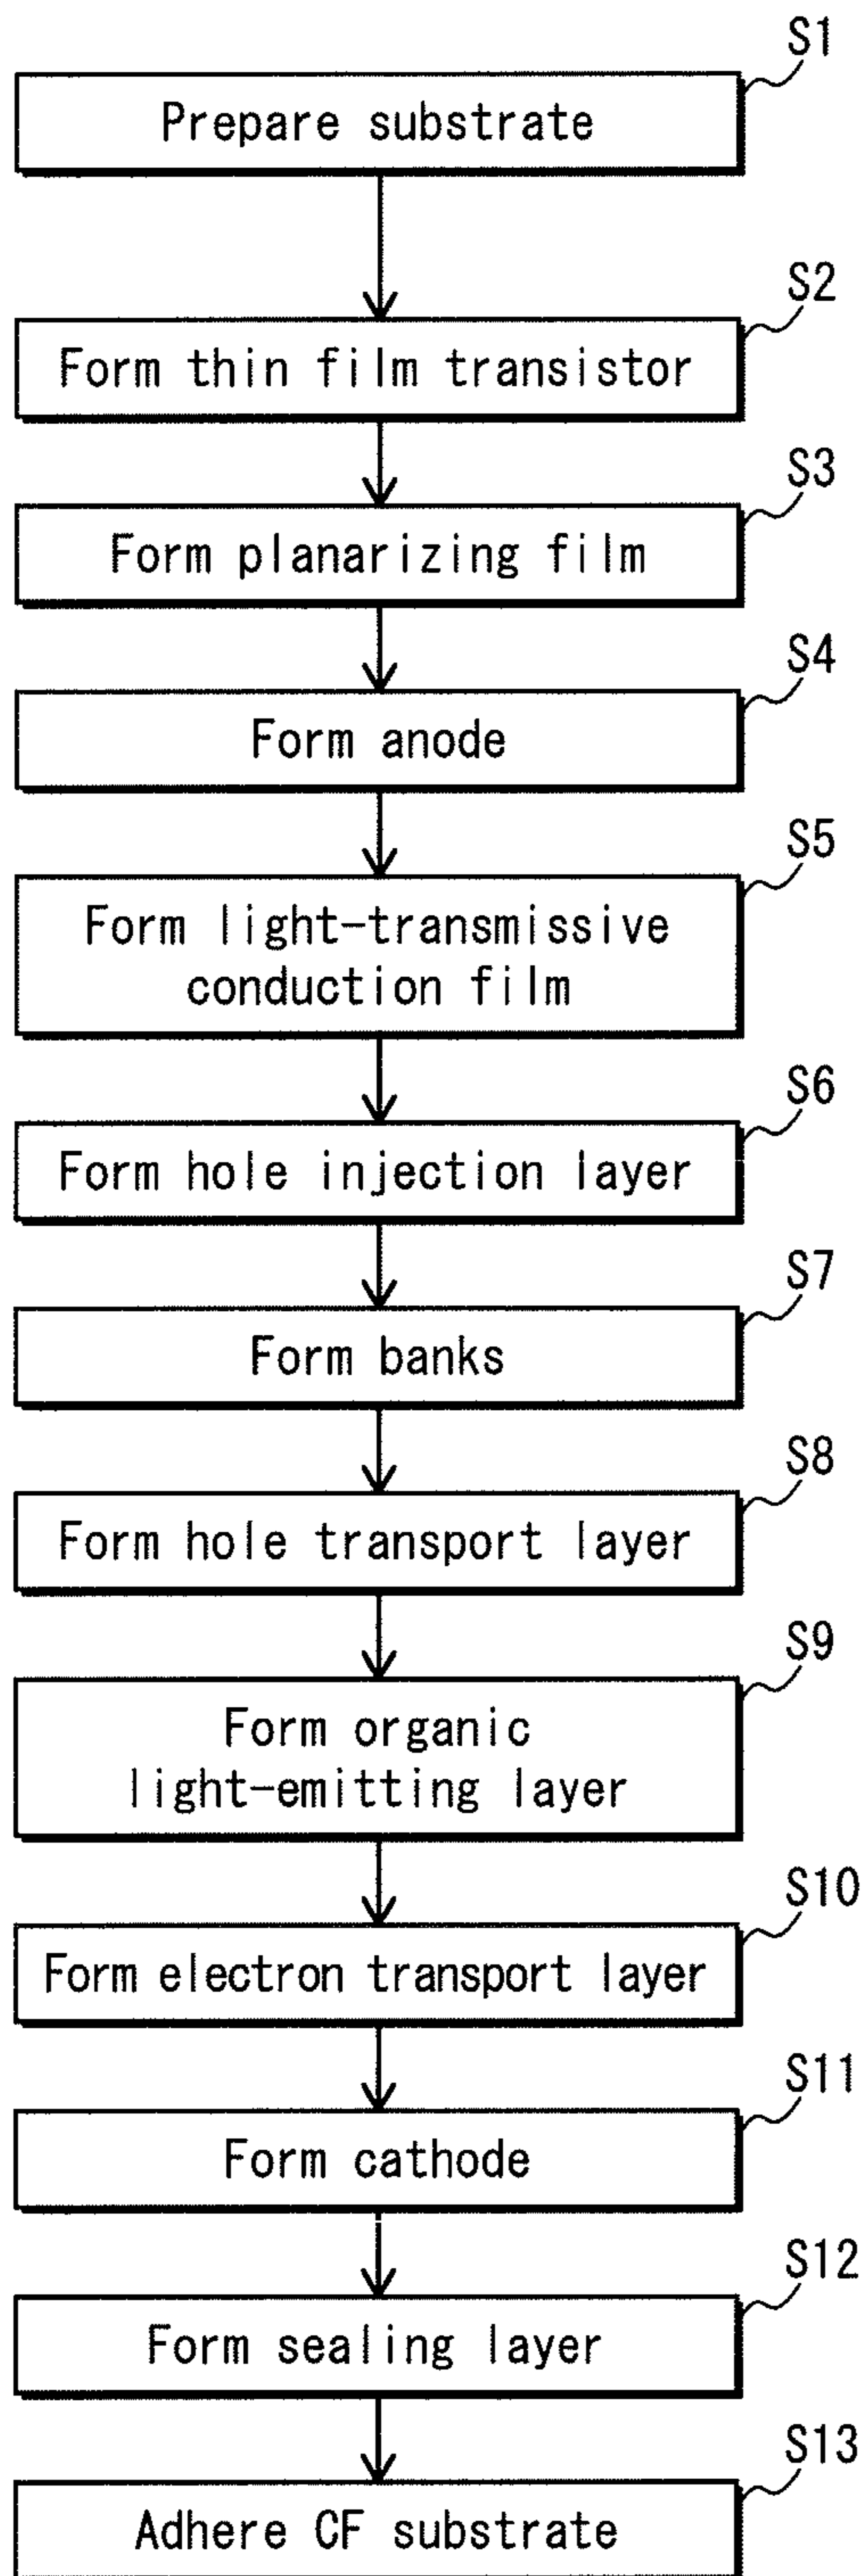 S1
Prepare substrate
S2
Form thin film transistor
S3
Form planarizing film
S4
Form anode
S5
Form light-transmissive
conduction film
S6
Form hole injection layer
S7
Form banks
S8
Form hole transport layer
S9
Form organic
light-emitting layer
S10
Form electron transport layer
S11
Form cathode
S12
Form sealing layer
S13
Adhere CF substrate